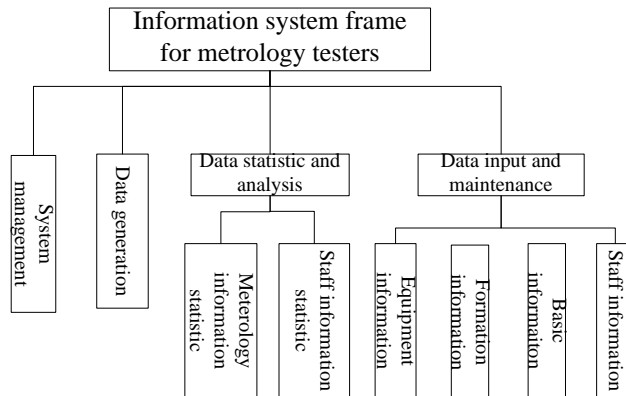 Information system frame
for metrology testers
System
management
Data generation
Data statistic and
analysis
Data input and
maintenance
Meterology
information
statistic
Staff information
statistic
Equipment
information
Formation
information
Basic
informaiton
Staff information